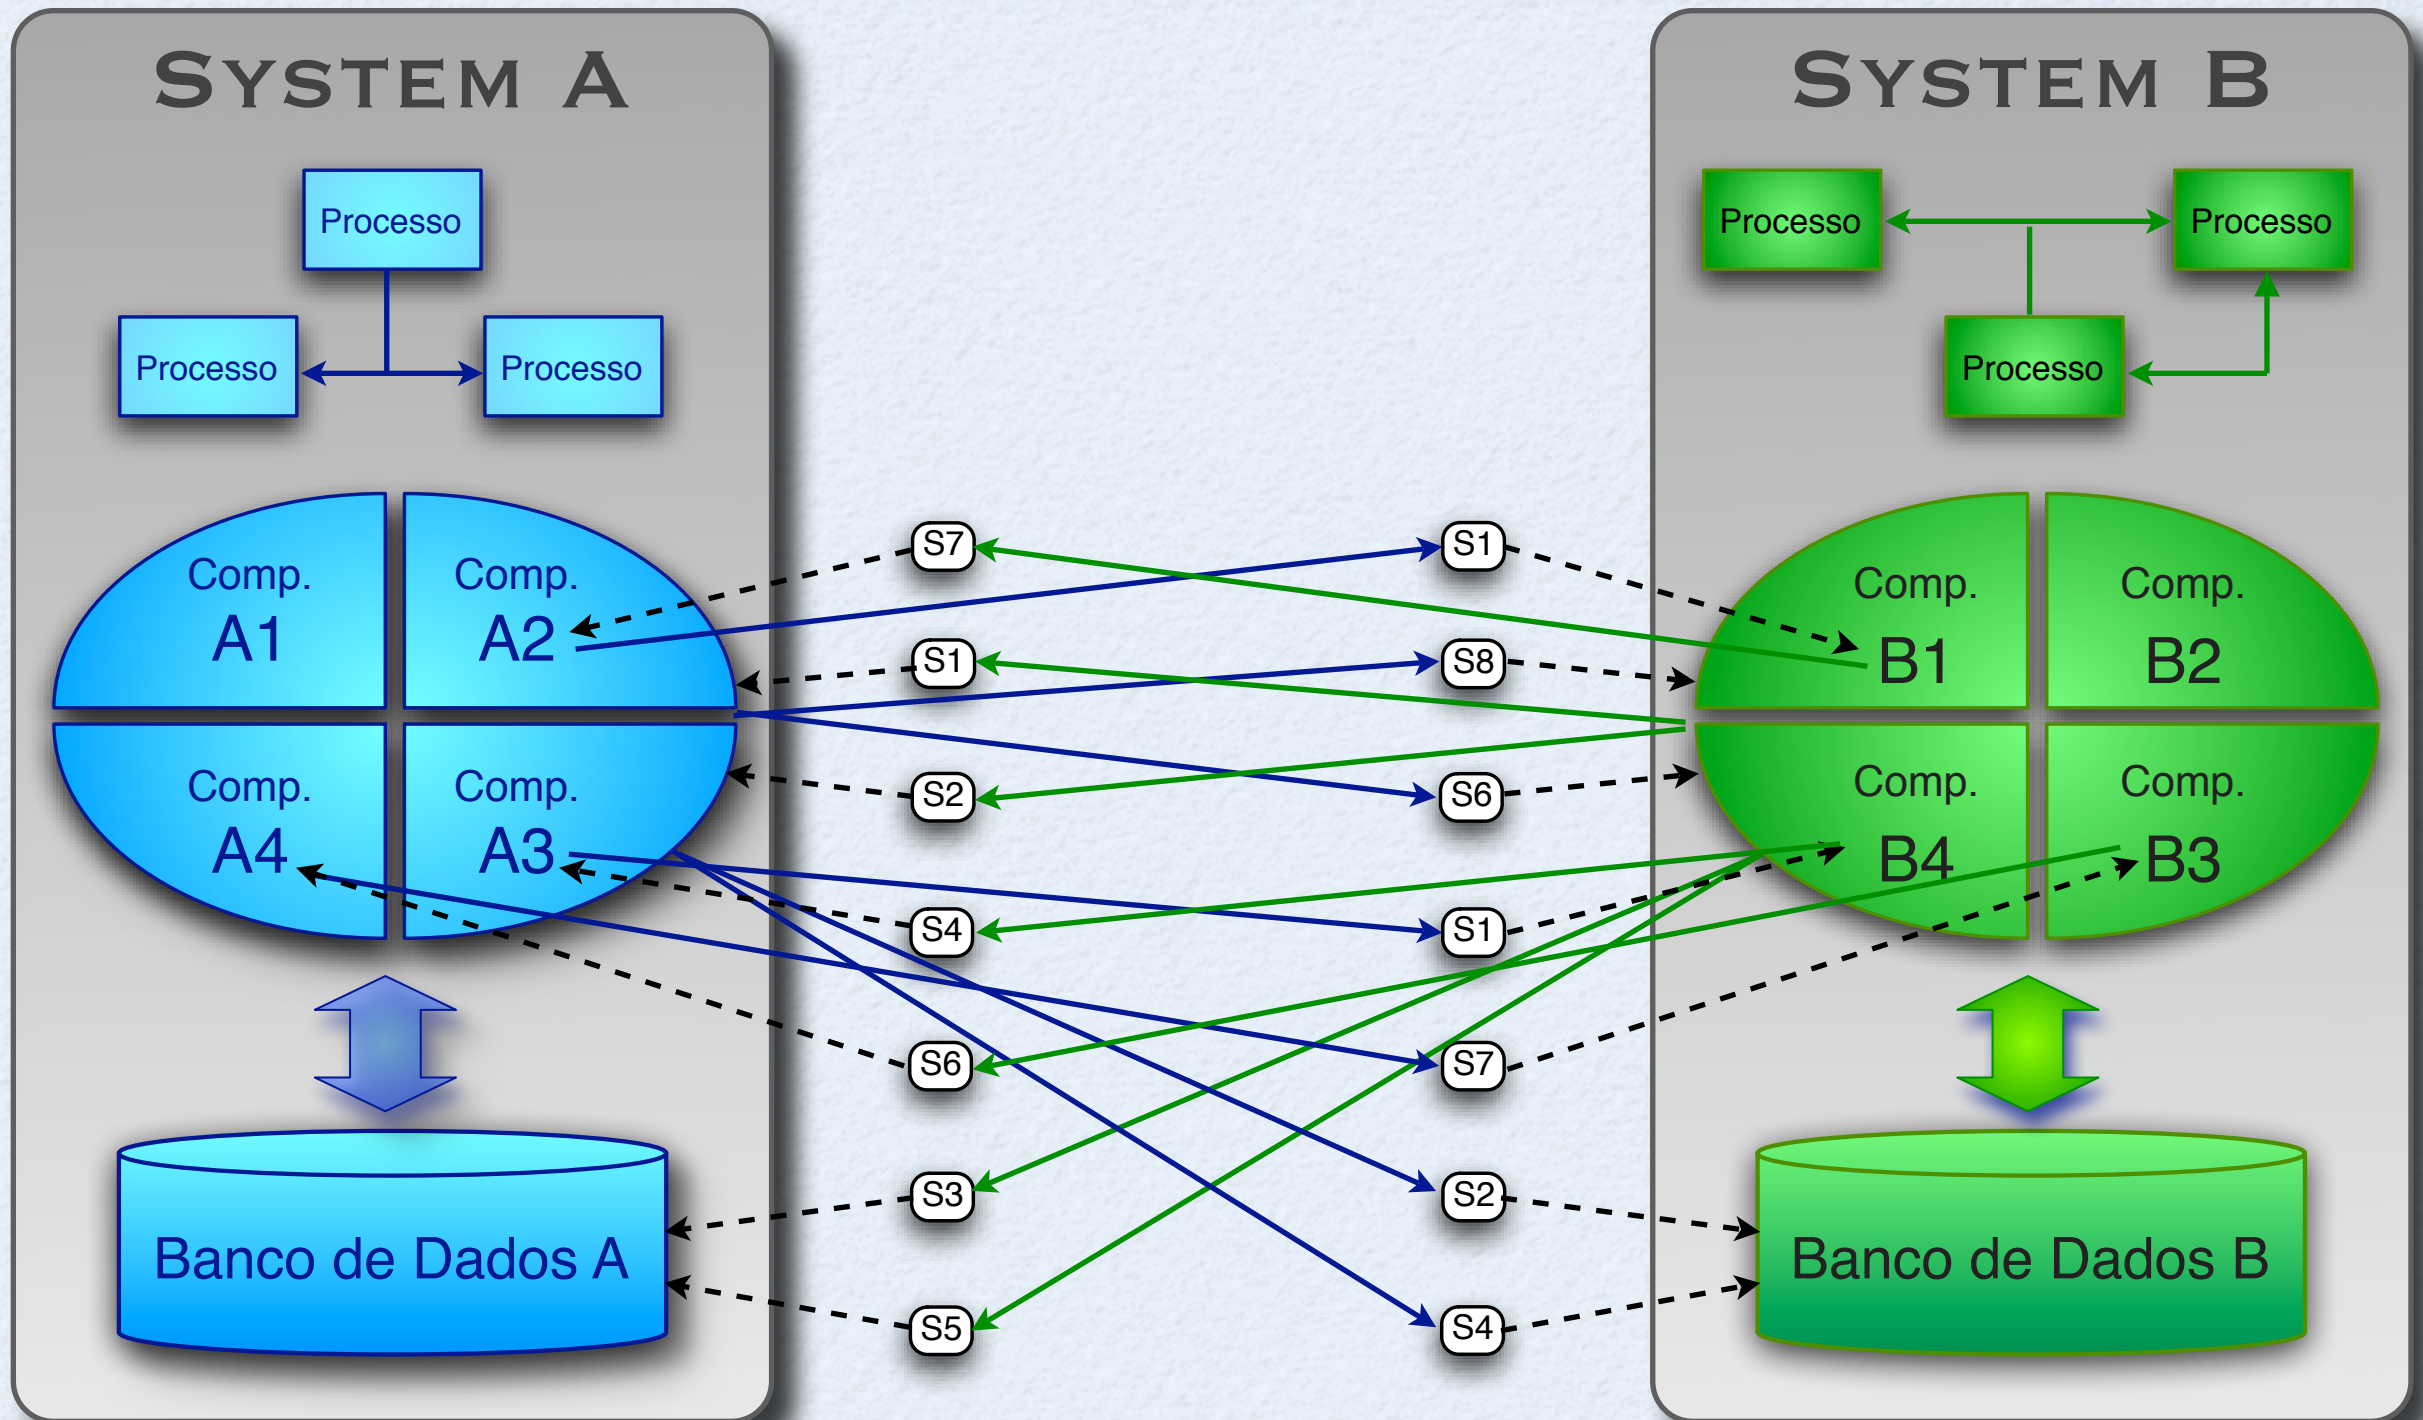 SYSTEM A
Processo
Processo
Processo
Comp.
A1
Comp.
A2
Comp.
A4
Comp.
A3
Banco de Dados A
S7
S1
S2
S4
S6
S3
S5
S1
S8
S6
S1
S7
S2
S4
SYSTEM B
Processo
Processo
Processo
Comp.
B1
Comp.
B2
Comp.
B4
Comp.
B3
Banco de Dados B